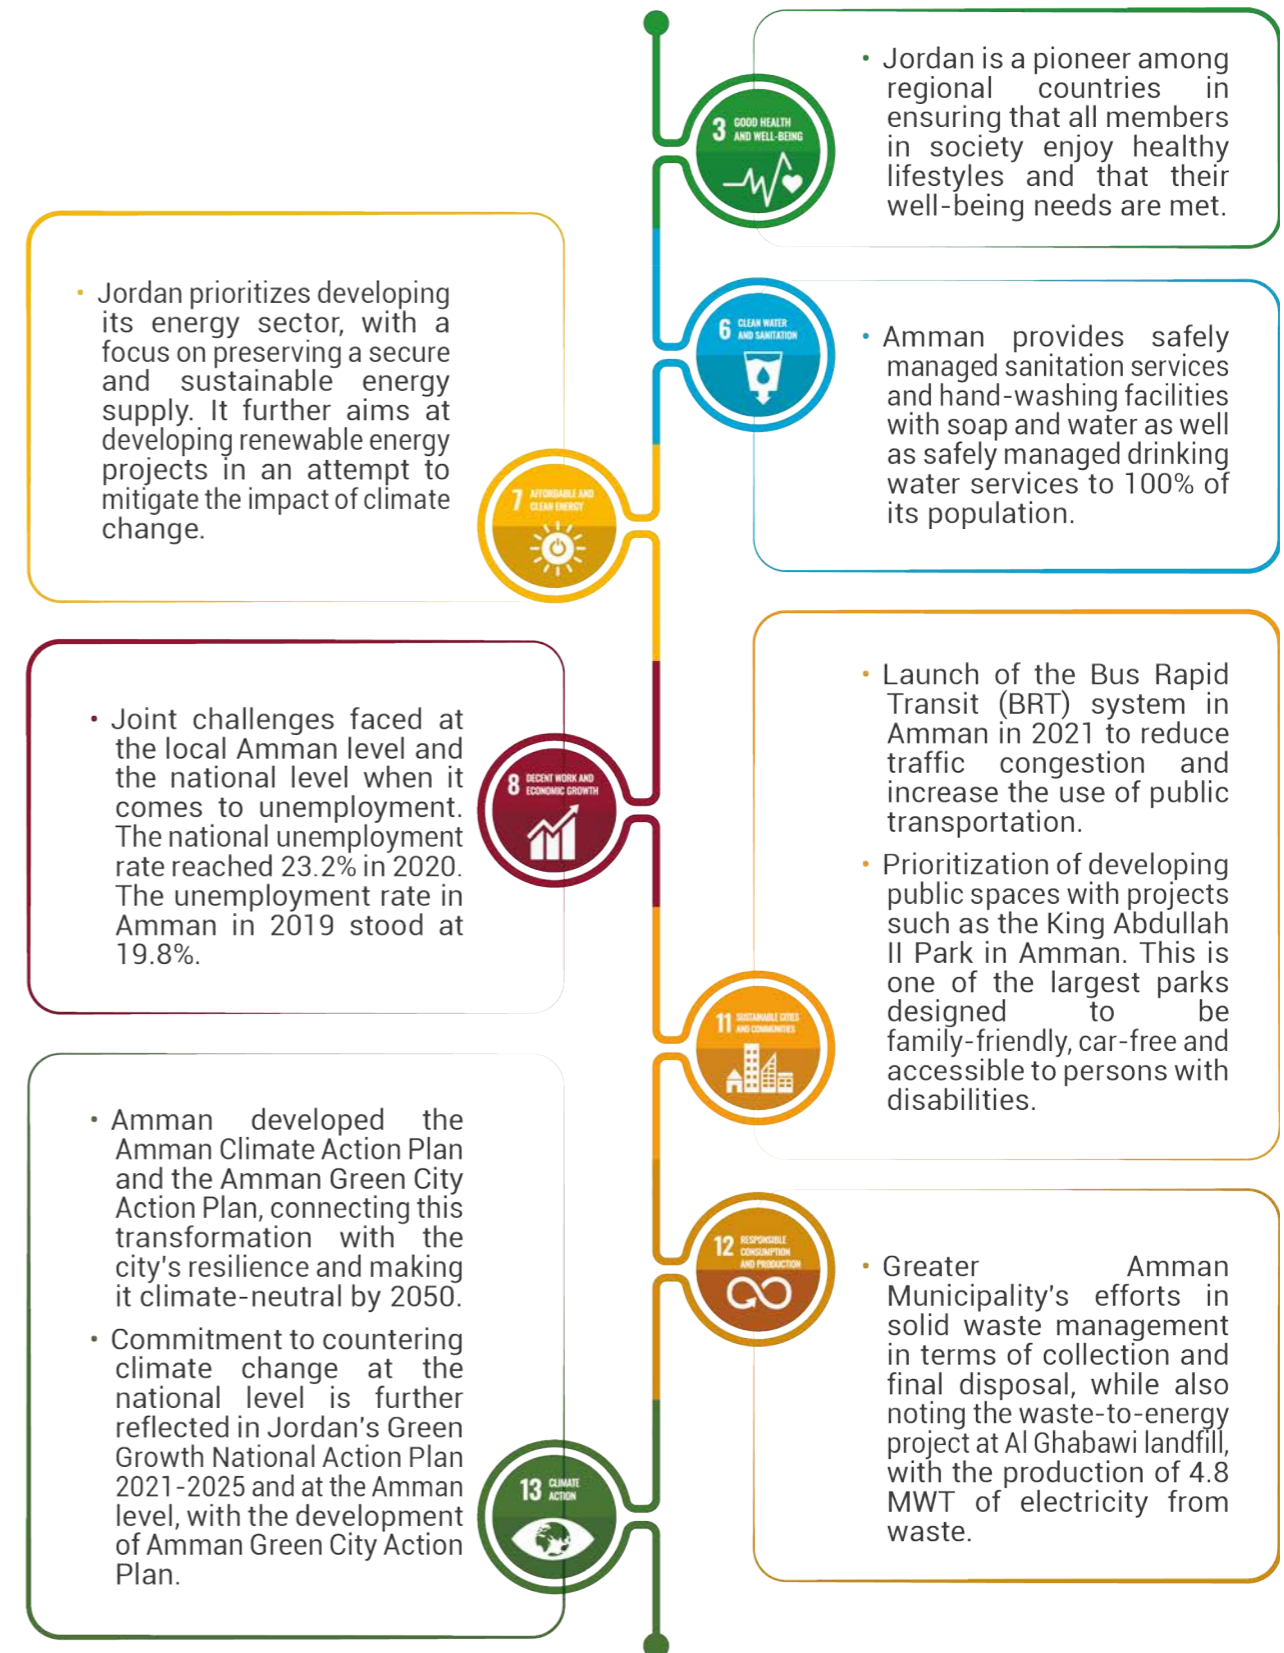 3 GOOD HEALTH
AND WELL-BEING
• Jordan is a pioneer among
regional countries in
ensuring that all members
in society enjoy healthy
lifestyles and that their
well-being needs are met.
6 CLEAN WATER
AND SANITATION
• Amman provides safely
managed sanitation services
and hand-washing facilities
with soap and water as well
as safely managed drinking
water services to 100% of
its population.
• Jordan prioritizes developing
its energy sector, with a
focus on preserving a secure
and sustainable energy
supply. It further aims at
developing renewable energy
projects in an attempt to
mitigate the impact of climate
change.
7 AFFORDABLE AND
CLEAN ENERGY
• Joint challenges faced at
the local Amman level and
the national level when it
comes to unemployment.
The national unemployment
rate reached 23.2% in 2020.
The unemployment rate in
Amman in 2019 stood at
19.8%.
8 DECENT WORK AND
ECONOMIC GROWTH
• Launch of the Bus Rapid
Transit (BRT) system in
Amman in 2021 to reduce
traffic congestion and
increase the use of public
transportation.
• Prioritization of developing
public spaces with projects
such as the King Abdullah
II Park in Amman. This is
one of the largest parks
designed to be
family-friendly, car-free and
accessible to persons with
disabilities.
11 SUSTAINABLE CITIES
AND COMMUNITIES
12 RESPONSIBLE
CONSUMPTION
AND PRODUCTION
• Greater Amman
Municipality's efforts in
solid waste management
in terms of collection and
final disposal, while also
noting the waste-to-energy
project at Al Ghabawi landfill,
with the production of 4.8
MWT of electricity from
waste.
• Amman developed the
Amman Climate Action Plan
and the Amman Green City
Action Plan, connecting this
transformation with the
city's resilience and making
it climate-neutral by 2050.
• Commitment to countering
climate change at the
national level is further
reflected in Jordan's Green
Growth National Action Plan
2021-2025 and at the Amman
level, with the development
of Amman Green City Action
Plan.
13 CLIMATE
ACTION